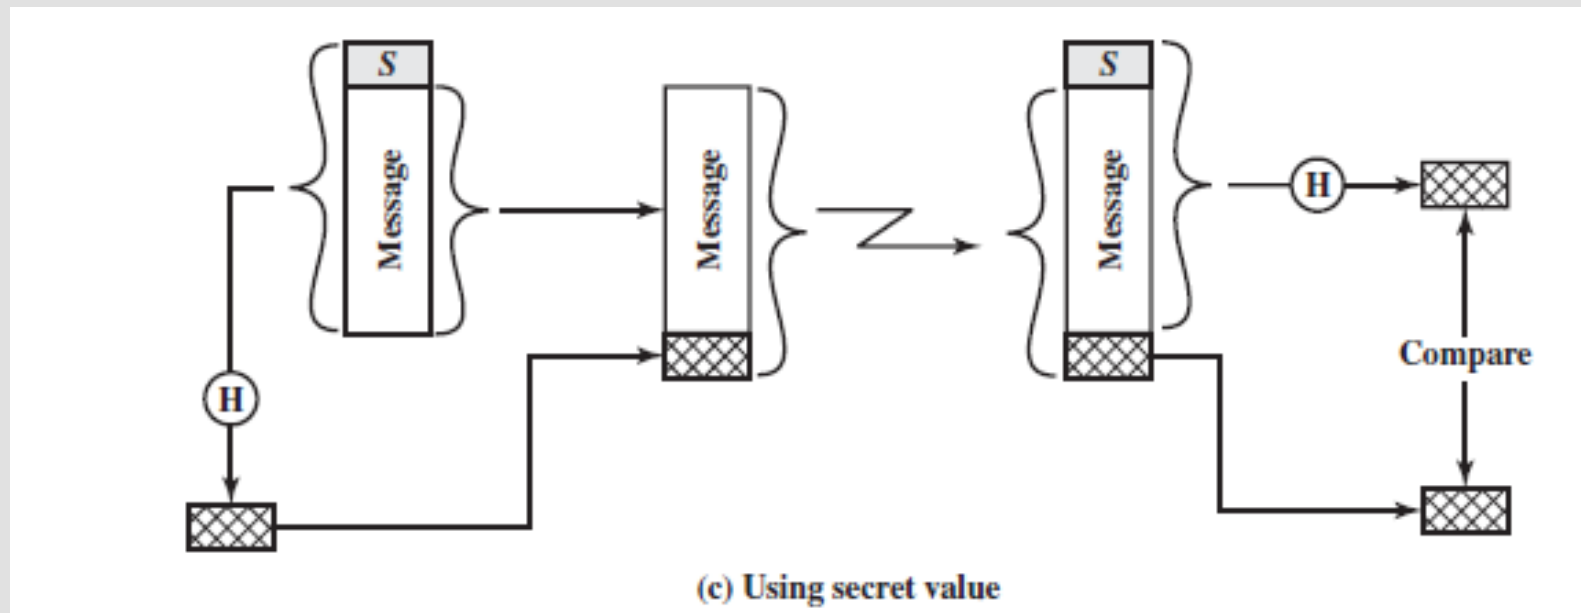 S
Message
H
Message
S
Message
H
Compare
(c) Using secret value